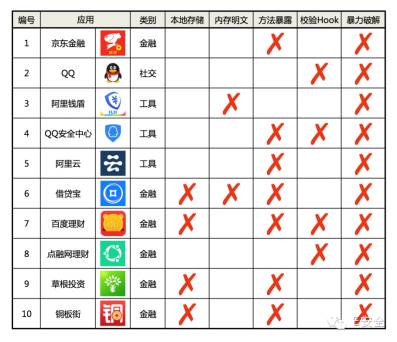 编号 应用 类别 本地存储 内存明文 方法暴露 校验Hook 暴力破解
1 京东金融 金融
2 QQ 社交
3 阿里钱盾 工具
4 QQ安全中心 工具
5 阿里云 工具
6 借贷宝 金融
7 百度理财 金融
8 点融网理财 金融
9 草根投资 金融
10 铜板街 铜 金融